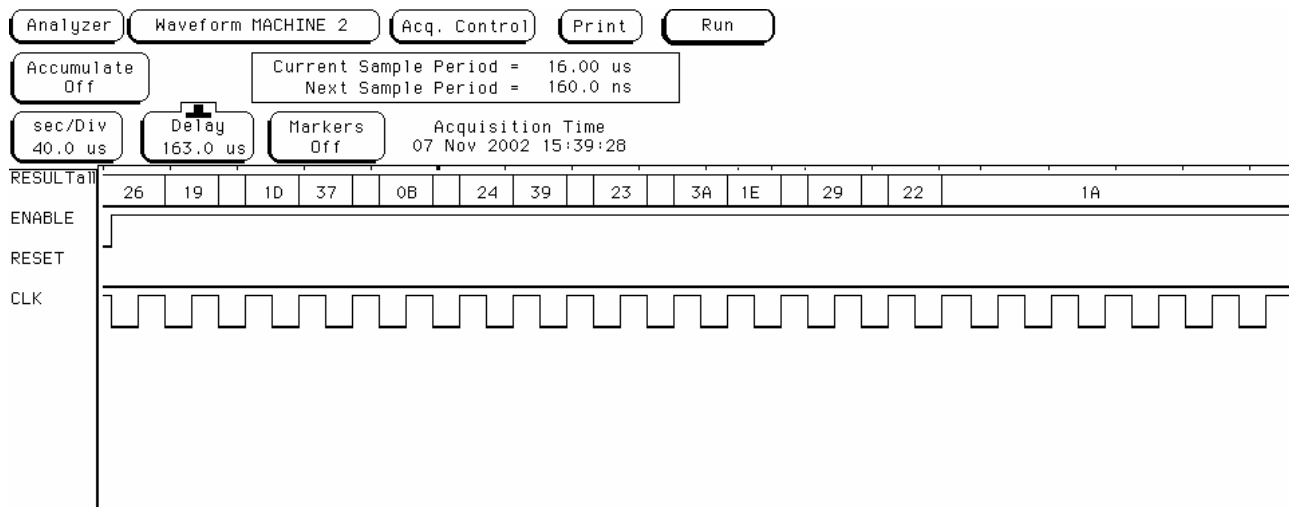 Analyzer Waveform MACHINE 2 Acq. Control Print Run
Accumulate Off
Current Sample Period = 16.00 us
Next Sample Period = 160.0 ns
sec/Div 40.0 us
Delay 163.0 us
Markers Off
Acquisition Time
07 Nov 2002 15:39:28
RESULTall 26 19 1D 37 0B 24 39 23 3A 1E 29 22 1A
ENABLE
RESET
CLK